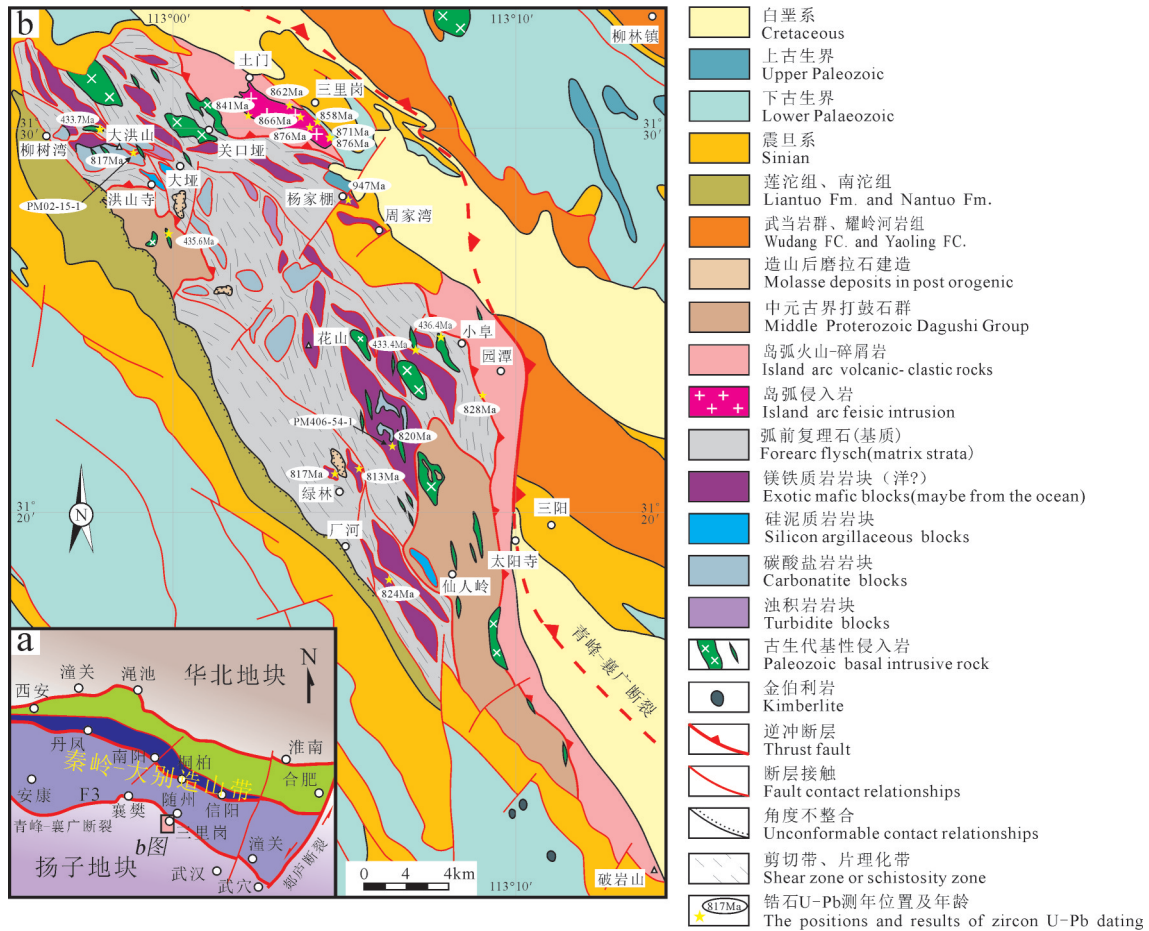 b
113°00′
113°10′
柳林镇
土门
862Ma
三里岗
841Ma
858Ma
866Ma
871Ma
876Ma
876Ma
31°
30′
31°
30′
433.7Ma
大洪山
柳树湾
817Ma
关口垭
大垭
PM02-15-1
洪山寺
杨家棚
947Ma
周家湾
435.6Ma
436.4Ma
花山
433.4Ma
小阜
园潭
828Ma
PM406-54-1
820Ma
817Ma
813Ma
绿林
31°
20′
31°
20′
三阳
厂河
太阳寺
仙人岭
824Ma
N
青峰-襄广断裂
破岩山
113°10′
0 4 4km
a
N
潼关
渑池
华北地块
西安
丹凤
南阳
桐柏
淮南
合肥
秦岭-大别造山带
安康
F3
襄樊
随州
信阳
青峰-襄广断裂
三里岗
b图
潼关
扬子地块
武汉
武穴
郯庐断裂
白垩系
Cretaceous
上古生界
Upper Paleozoic
下古生界
Lower Palaeozoic
震旦系
Sinian
莲沱组、南沱组
Liantuo Fm. and Nantuo Fm.
武当岩群、耀岭河岩组
Wudang FC. and Yaoling FC.
造山后磨拉石建造
Molasse deposits in post orogenic
中元古界打鼓石群
Middle Proterozoic Dagushi Group
岛弧火山-碎屑岩
Island arc volcanic- clastic rocks
岛弧侵入岩
Island arc feisic intrusion
弧前复理石(基质)
Forearc flysch(matrix strata)
镁铁质岩岩块（洋?）
Exotic mafic blocks(maybe from the ocean)
硅泥质岩岩块
Silicon argillaceous blocks
碳酸盐岩岩块
Carbonatite blocks
浊积岩岩块
Turbidite blocks
古生代基性侵入岩
Paleozoic basal intrusive rock
金伯利岩
Kimberlite
逆冲断层
Thrust fault
断层接触
Fault contact relationships
角度不整合
Unconformable contact relationships
剪切带、片理化带
Shear zone or schistosity zone
817Ma
锆石U-Pb测年位置及年龄
The positions and results of zircon U-Pb dating